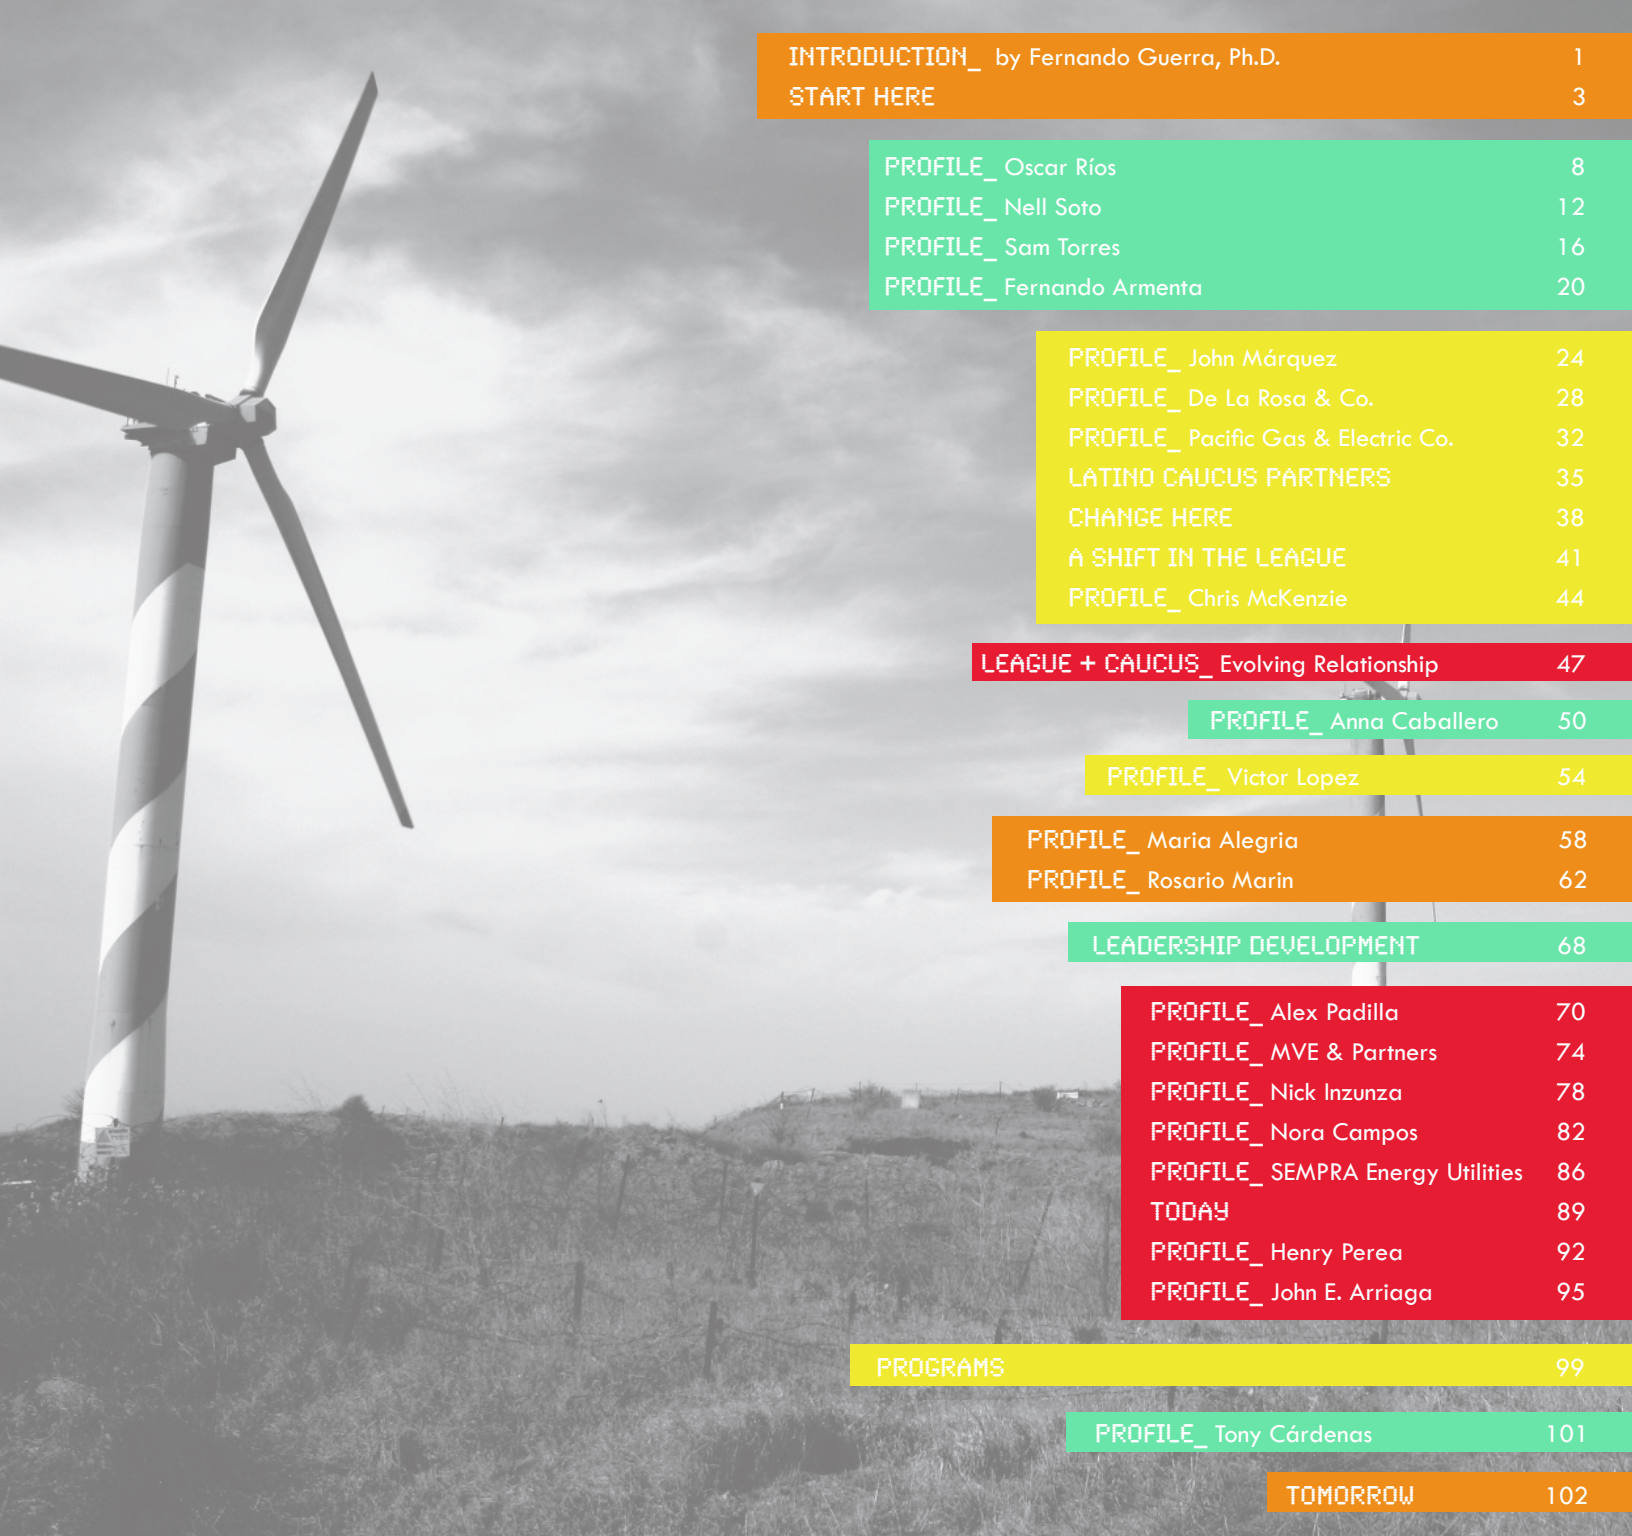 INTRODUCTION_ by Fernando Guerra, Ph.D. 1
START HERE 3
PROFILE_ Oscar Ríos 8
PROFILE_ Nell Soto 12
PROFILE_ Sam Torres 16
PROFILE_ Fernando Armenta 20
PROFILE_ John Márquez 24
PROFILE_ De La Rosa & Co. 28
PROFILE_ Pacific Gas & Electric Co. 32
LATINO CAUCUS PARTNERS 35
CHANGE HERE 38
A SHIFT IN THE LEAGUE 41
PROFILE_ Chris McKenzie 44
LEAGUE + CAUCUS_ Evolving Relationship 47
PROFILE_ Anna Caballero 50
PROFILE_ Victor Lopez 54
PROFILE_ Maria Alegria 58
PROFILE_ Rosario Marin 62
LEADERSHIP DEVELOPMENT 68
PROFILE_ Alex Padilla 70
PROFILE_ MVE & Partners 74
PROFILE_ Nick Inzunza 78
PROFILE_ Nora Campos 82
PROFILE_ SEMPRA Energy Utilities 86
TODAY 89
PROFILE_ Henry Perea 92
PROFILE_ John E. Arriaga 95
PROGRAMS 99
PROFILE_ Tony Cárdenas 101
TOMORROW 102